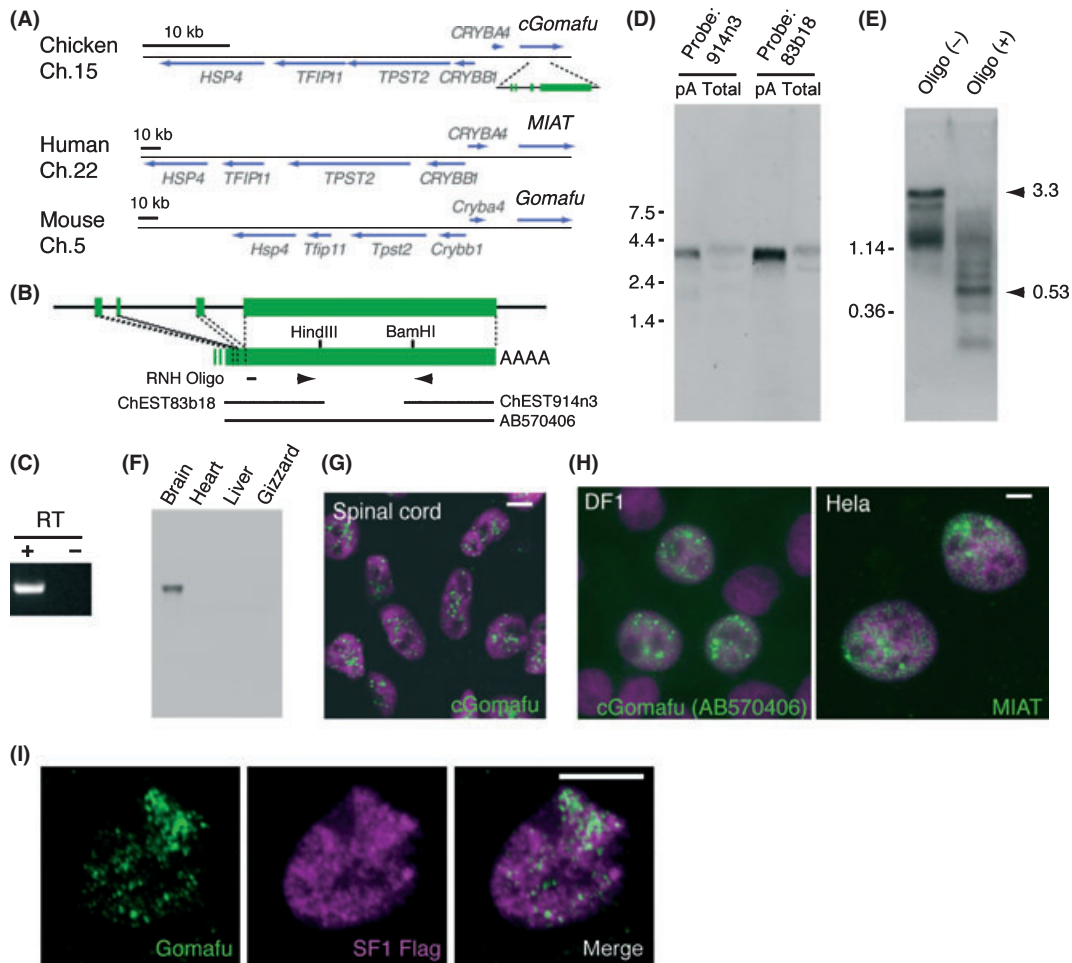 (A)
10 kb
Chicken
Ch.15
CRYBA4
cGomafu
HSP4
TFIP11
TPST2
CRYBB1
10 kb
Human
Ch.22
CRYBA4
MIAT
HSP4
TFIP11
TPST2
CRYBB1
10 kb
Mouse
Ch.5
Cryba4
Gomafu
Hsp4
Tfip11
Tpst2
Crybb1
(B)
HindIII
BamHI
AAAA
RNH Oligo
ChEST83b18
ChEST914n3
AB570406
(C)
RT
+
−
(D)
Probe: 914n3
Probe: 83b18
pA Total pA Total
7.5
4.4
2.4
1.4
(E)
Oligo (−)
Oligo (+)
3.3
1.14
0.53
0.36
(F)
Brain
Heart
Liver
Gizzard
(G)
Spinal cord
cGomafu
(H)
DF1
cGomafu (AB570406)
Hela
MIAT
(I)
Gomafu
SF1 Flag
Merge